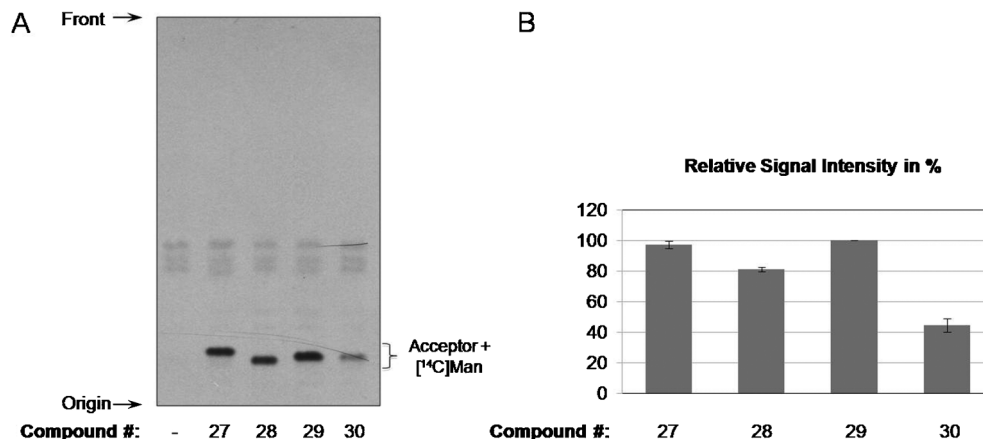 A
Front
Acceptor +
[¹⁴C]Man
Origin
Compound #: - 27 28 29 30
B
Relative Signal Intensity in %
120
100
80
60
40
20
0
Compound #: 27 28 29 30